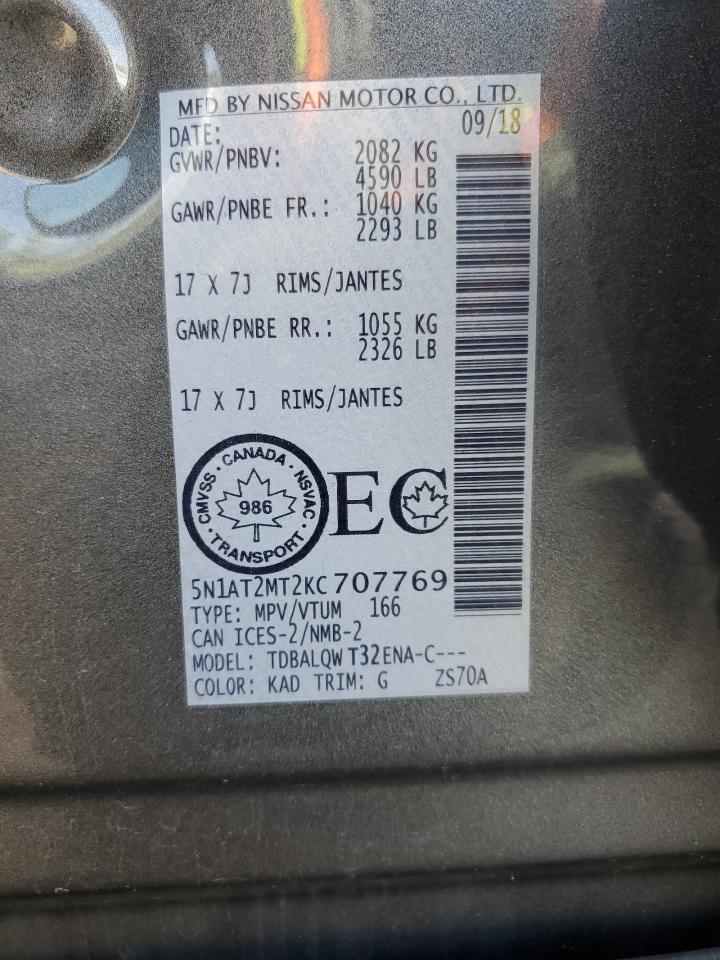 MFD BY NISSAN MOTOR CO., LTD.
DATE: 09/18
GVWR/PNBV: 2082 KG
4590 LB
GAWR/PNBE FR.: 1040 KG
2293 LB
17 X 7J RIMS/JANTES
GAWR/PNBE RR.: 1055 KG
2326 LB
17 X 7J RIMS/JANTES
CMVSS · CANADA · NSVAC · TRANSPORT ·
986
EC
5N1AT2MT2KC707769
TYPE: MPV/VTUM 166
CAN ICES-2/NMB-2
MODEL: TDBALQW T32ENA-C---
COLOR: KAD TRIM: G ZS70A